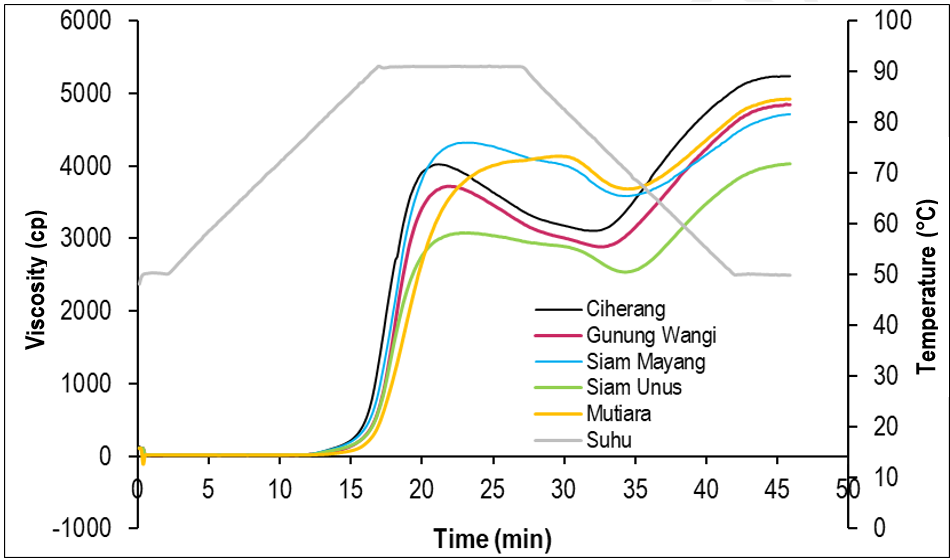 6000
5000
4000
3000
2000
1000
0
-1000
Viscosity (cp)
100
90
80
70
60
50
40
30
20
10
0
Temperature (°C)
Ciherang
Gunung Wangi
Siam Mayang
Siam Unus
Mutiara
Suhu
0 5 10 15 20 25 30 35 40 45 50
Time (min)